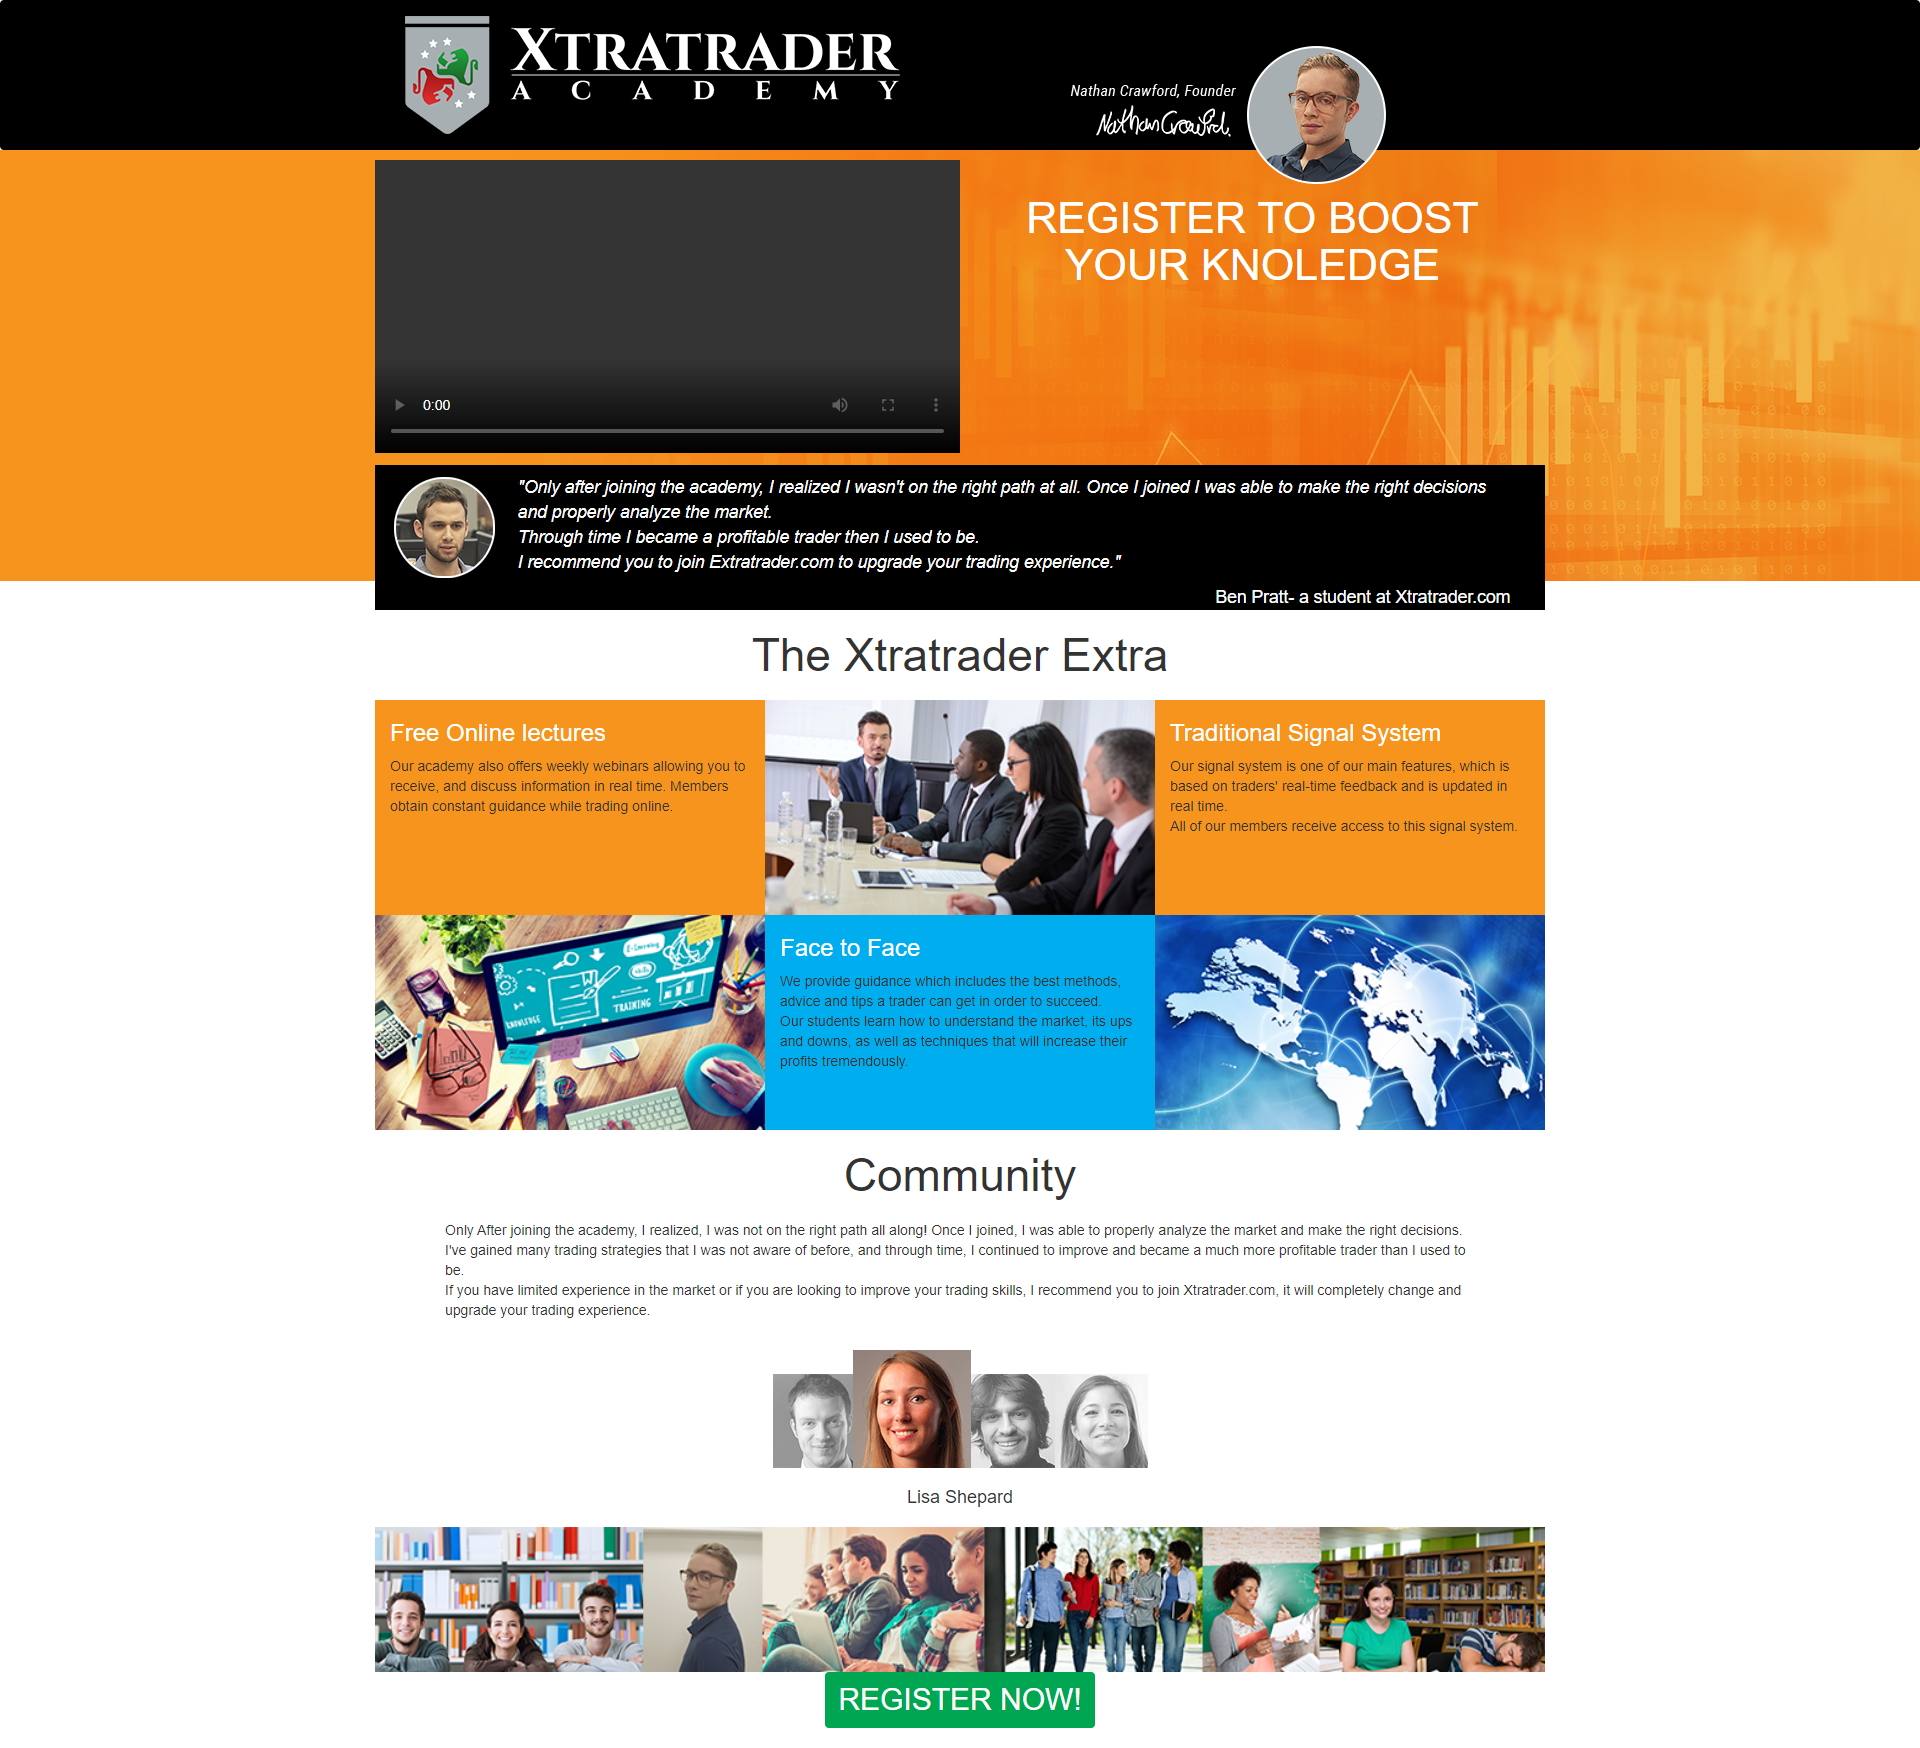 XTRATRADER
ACADEMY
Nathan Crawford, Founder
Nathan Crawford.
REGISTER TO BOOST
YOUR KNOLEDGE
0:00
"Only after joining the academy, I realized I wasn't on the right path at all. Once I joined I was able to make the right decisions
and properly analyze the market.
Through time I became a profitable trader then I used to be.
I recommend you to join Extratrader.com to upgrade your trading experience."
Ben Pratt- a student at Xtratrader.com
The Xtratrader Extra
Free Online lectures
Our academy also offers weekly webinars allowing you to
receive, and discuss information in real time. Members
obtain constant guidance while trading online.
Traditional Signal System
Our signal system is one of our main features, which is
based on traders' real-time feedback and is updated in
real time.
All of our members receive access to this signal system.
E-Learning
Skills
KNOWLEDGE
TRAINING
Face to Face
We provide guidance which includes the best methods,
advice and tips a trader can get in order to succeed.
Our students learn how to understand the market, its ups
and downs, as well as techniques that will increase their
profits tremendously.
Community
Only After joining the academy, I realized, I was not on the right path all along! Once I joined, I was able to properly analyze the market and make the right decisions.
I've gained many trading strategies that I was not aware of before, and through time, I continued to improve and became a much more profitable trader than I used to
be.
If you have limited experience in the market or if you are looking to improve your trading skills, I recommend you to join Xtratrader.com, it will completely change and
upgrade your trading experience.
Lisa Shepard
REGISTER NOW!